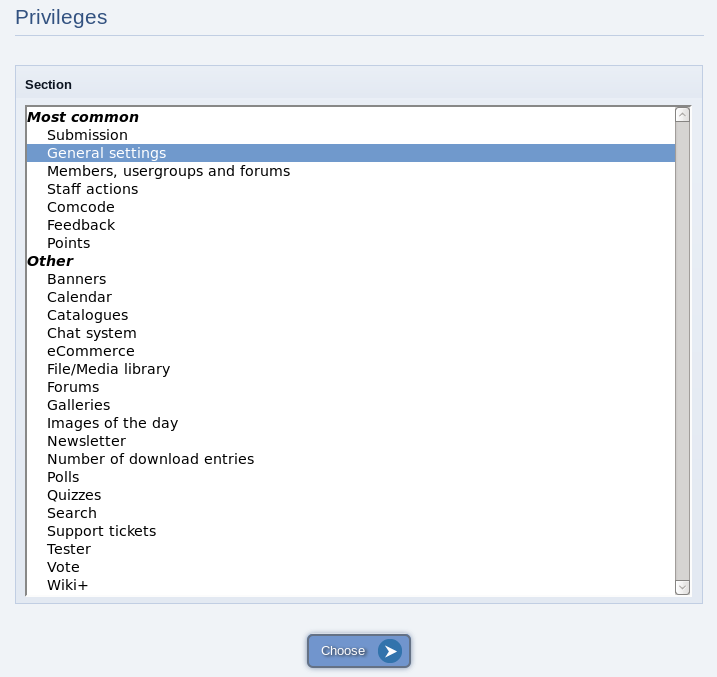 Privileges
Section
Most common
Submission
General settings
Members, usergroups and forums
Staff actions
Comcode
Feedback
Points
Other
Banners
Calendar
Catalogues
Chat system
eCommerce
File/Media library
Forums
Galleries
Images of the day
Newsletter
Number of download entries
Polls
Quizzes
Search
Support tickets
Tester
Vote
Wiki+
Choose